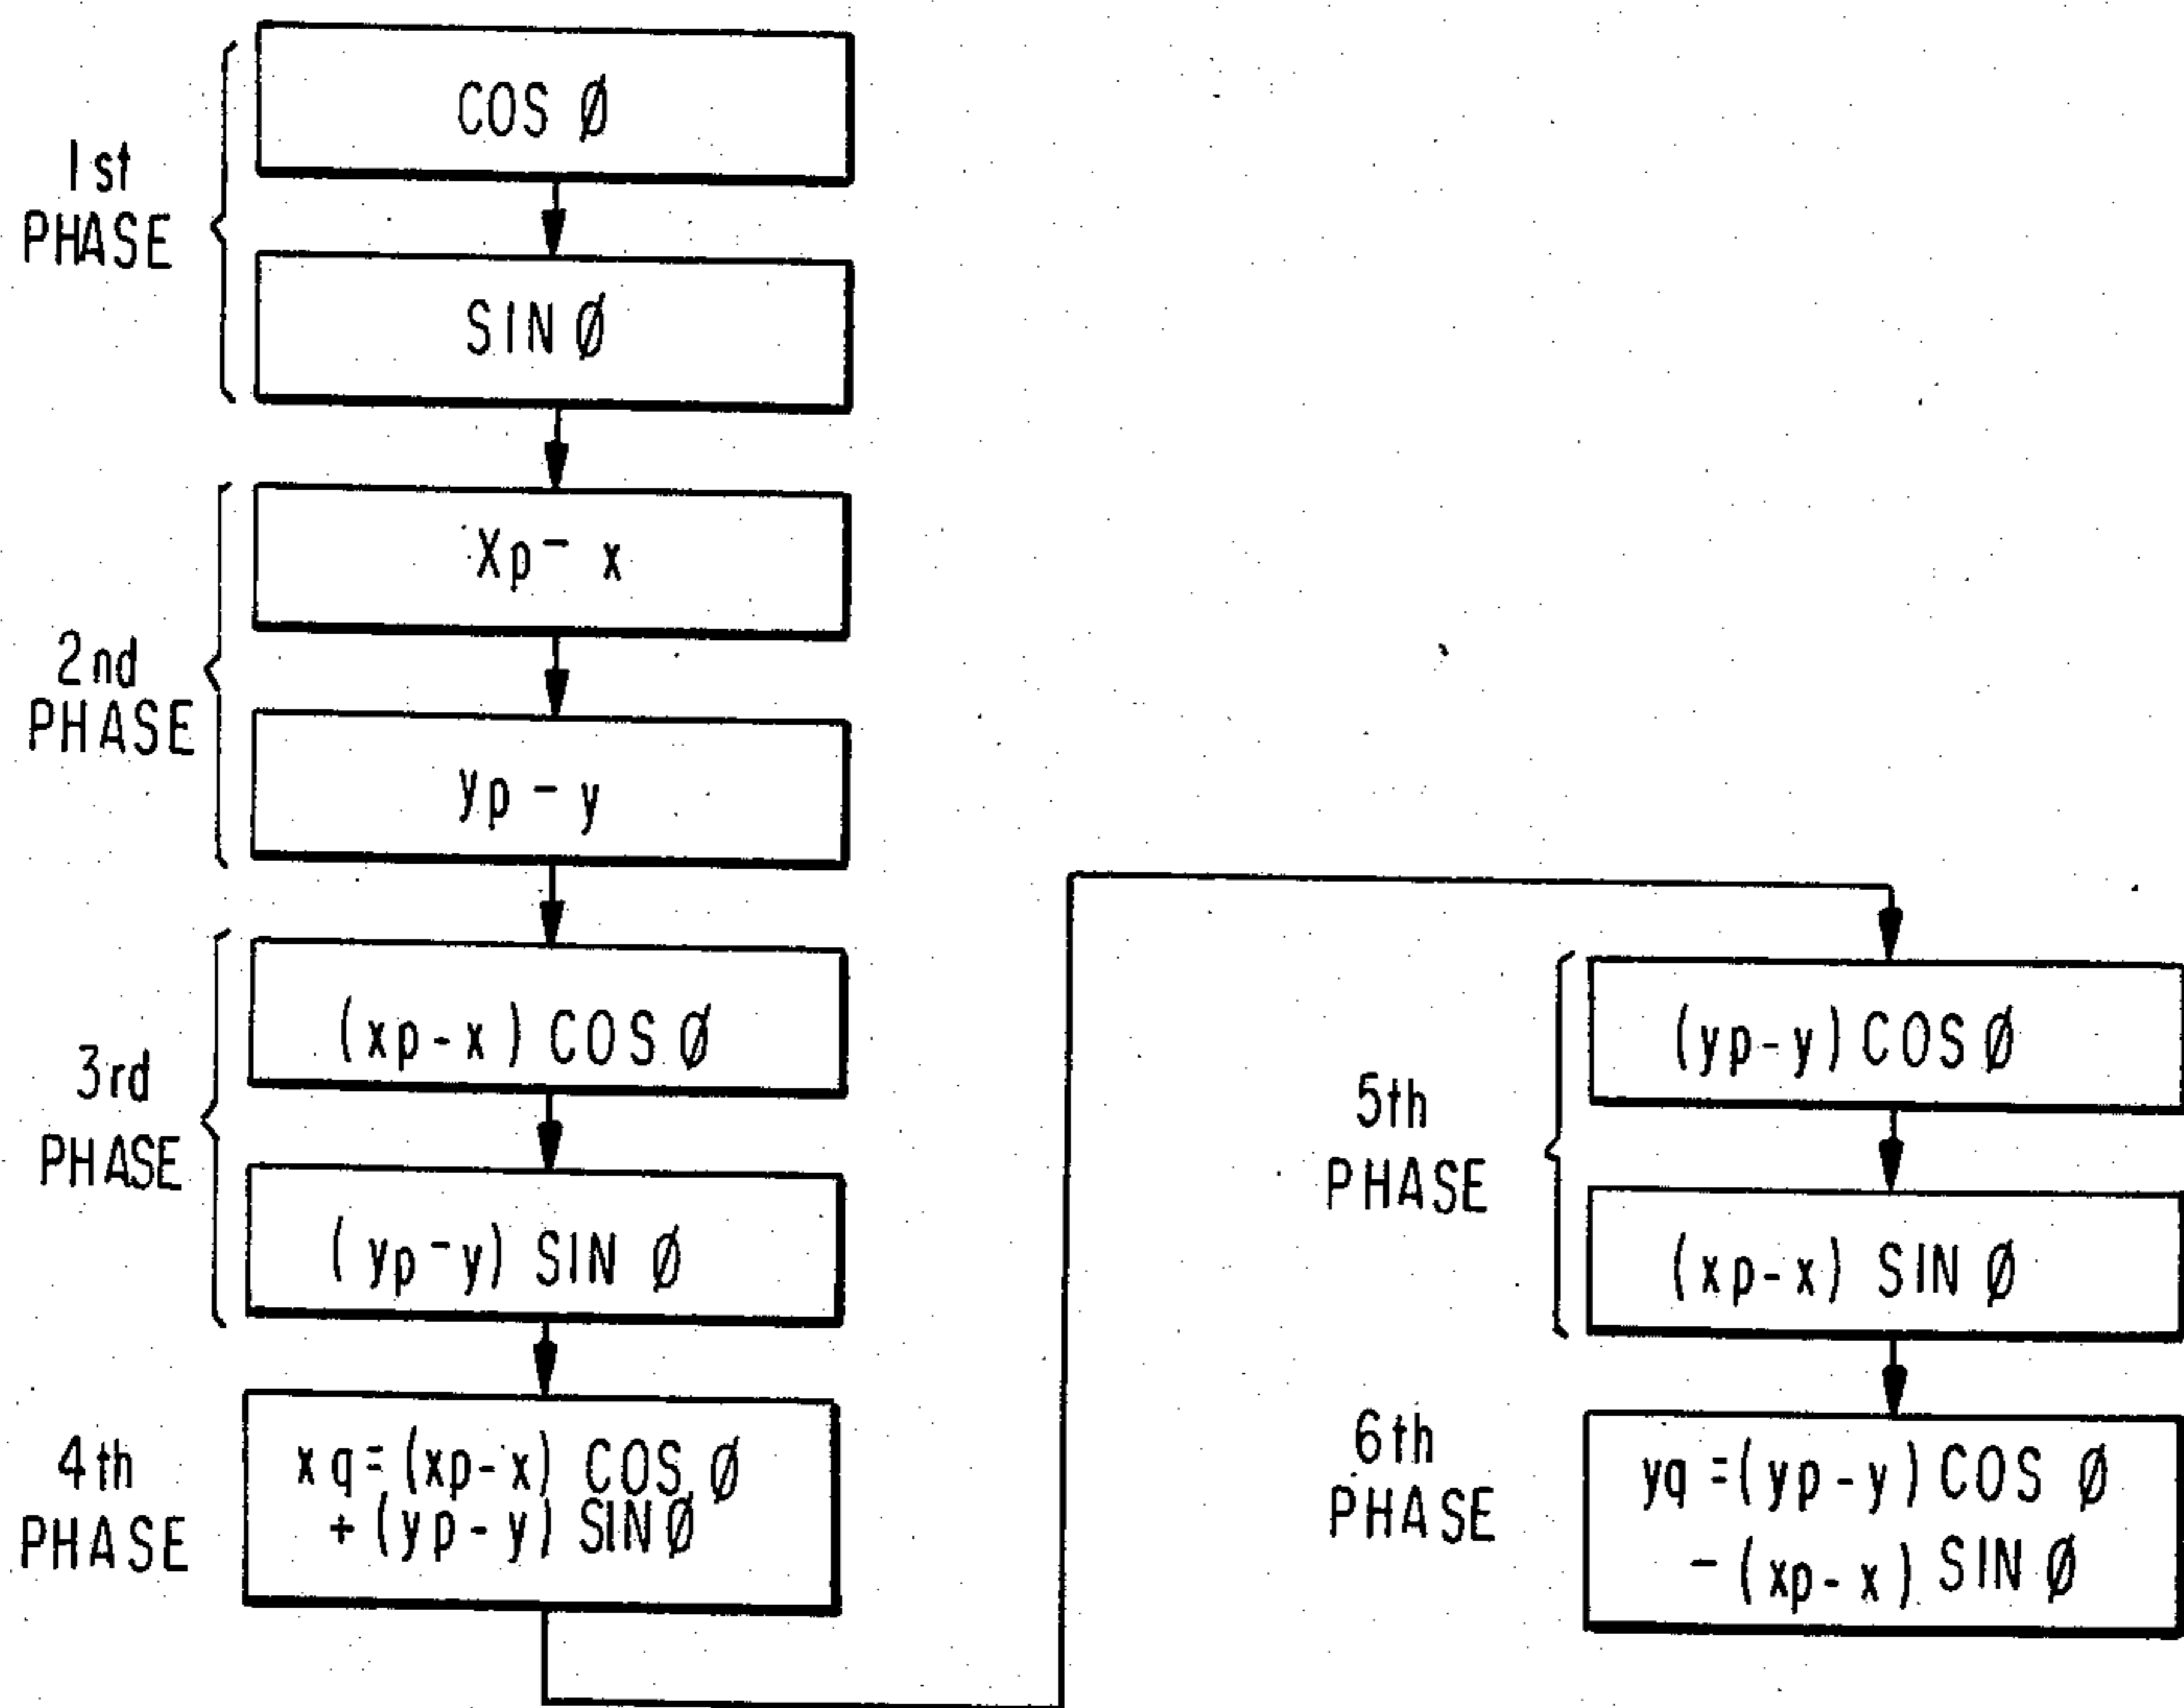 1st
PHASE
COS Ø
SIN Ø
2nd
PHASE
Xp - x
yp - y
3rd
PHASE
(xp-x) COS Ø
(yp-y) SIN Ø
4th
PHASE
xq=(xp-x) COS Ø
+(yp-y) SIN Ø
5th
PHASE
(yp-y) COS Ø
(xp-x) SIN Ø
6th
PHASE
yq=(yp-y) COS Ø
-(xp-x) SIN Ø